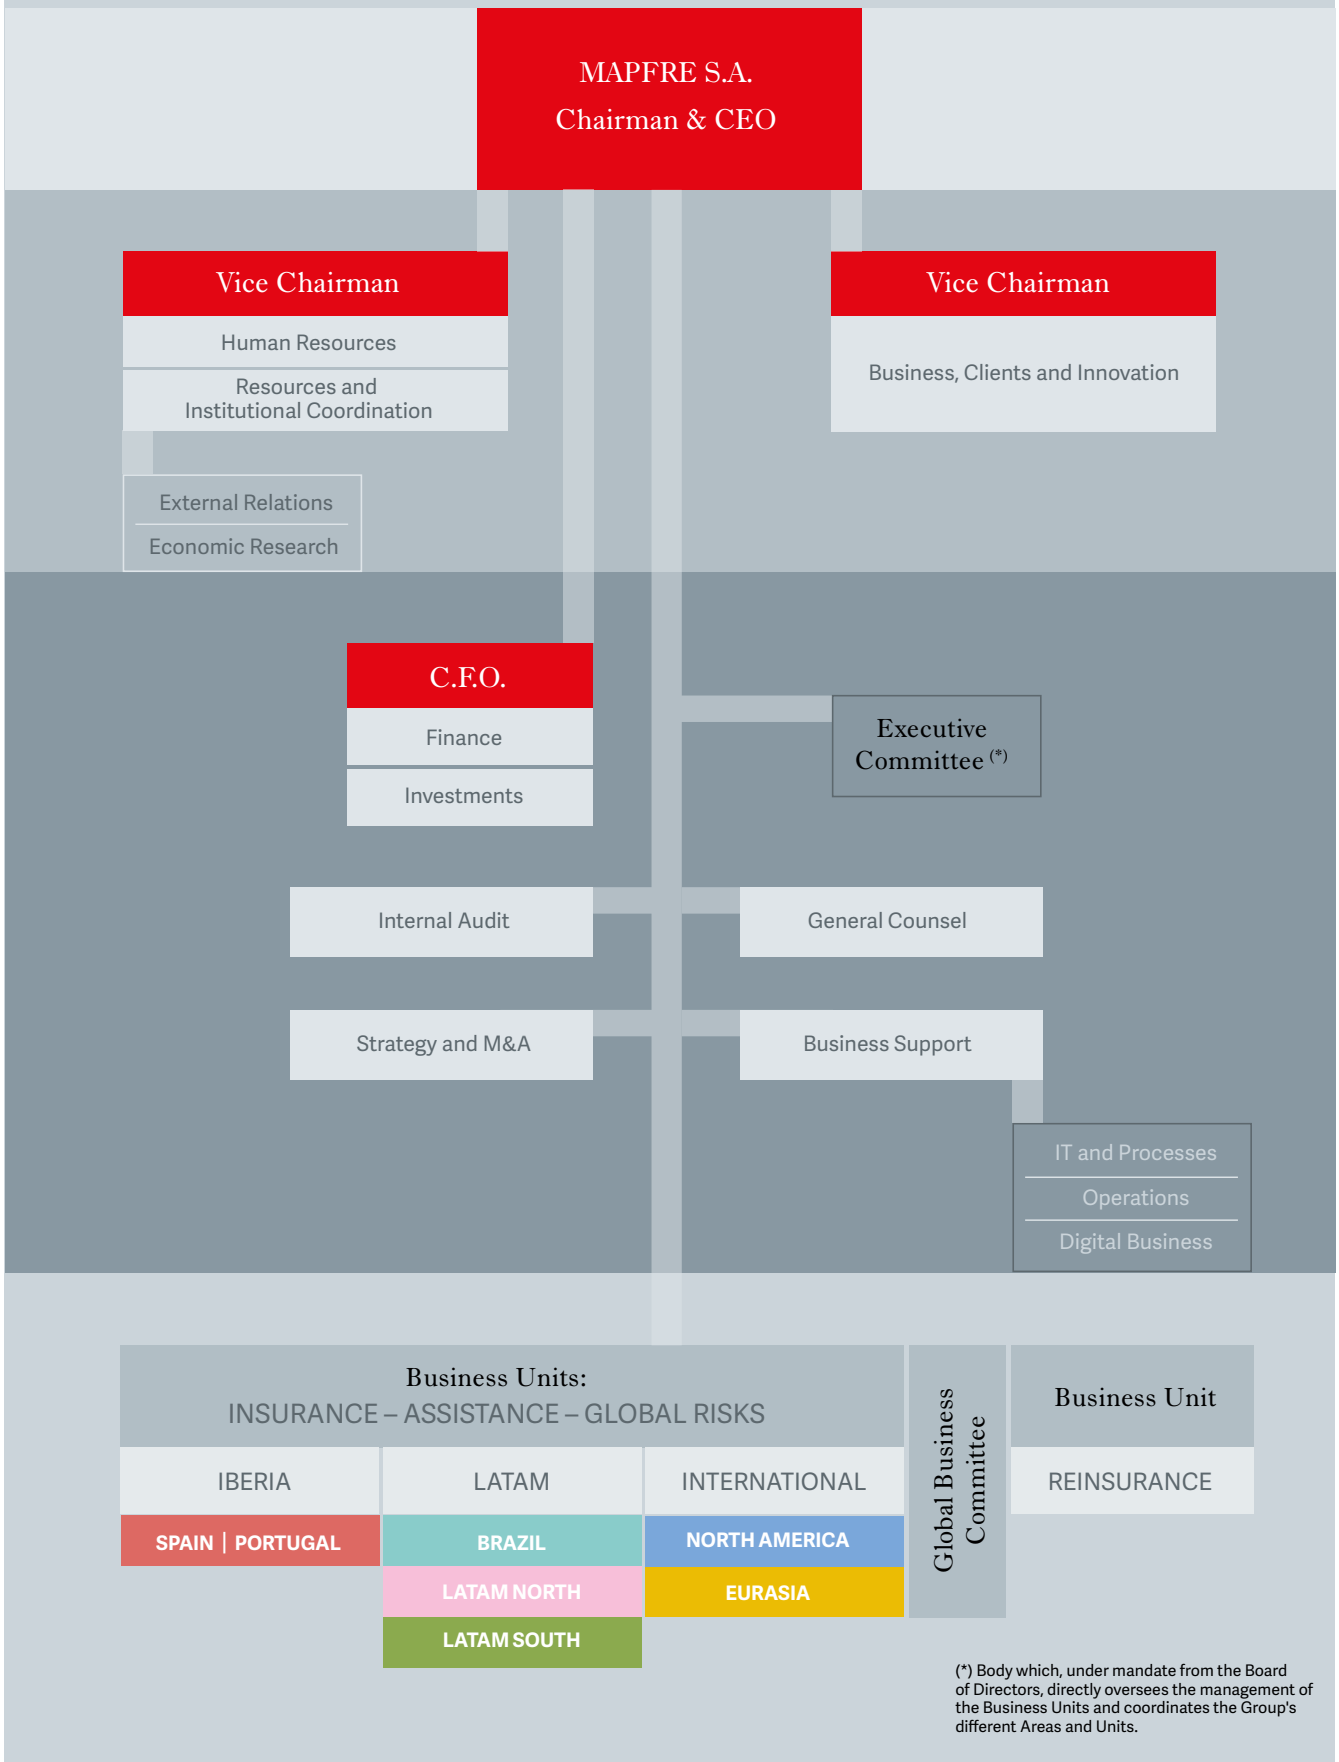 MAPFRE S.A.
Chairman & CEO
Vice Chairman
Human Resources
Resources and
Institutional Coordination
External Relations
Economic Research
Vice Chairman
Business, Clients and Innovation
C.F.O.
Finance
Investments
Executive
Committee (*)
Internal Audit
General Counsel
Strategy and M&A
Business Support
IT and Processes
Operations
Digital Business
Business Units:
INSURANCE – ASSISTANCE – GLOBAL RISKS
IBERIA
SPAIN | PORTUGAL
LATAM
BRAZIL
LATAM NORTH
LATAM SOUTH
INTERNATIONAL
NORTH AMERICA
EURASIA
Global Business
Committee
Business Unit
REINSURANCE
(*) Body which, under mandate from the Board
of Directors, directly oversees the management of
the Business Units and coordinates the Group's
different Areas and Units.